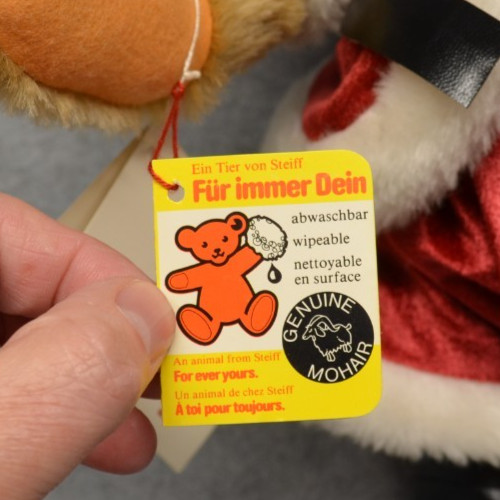 Ein Tier von Steiff
Für immer Dein
abwaschbar
wipeable
nettoyable
en surface
GENUINE
MOHAIR
An animal from Steiff
For ever yours.
Un animal de chez Steiff
À toi pour toujours.